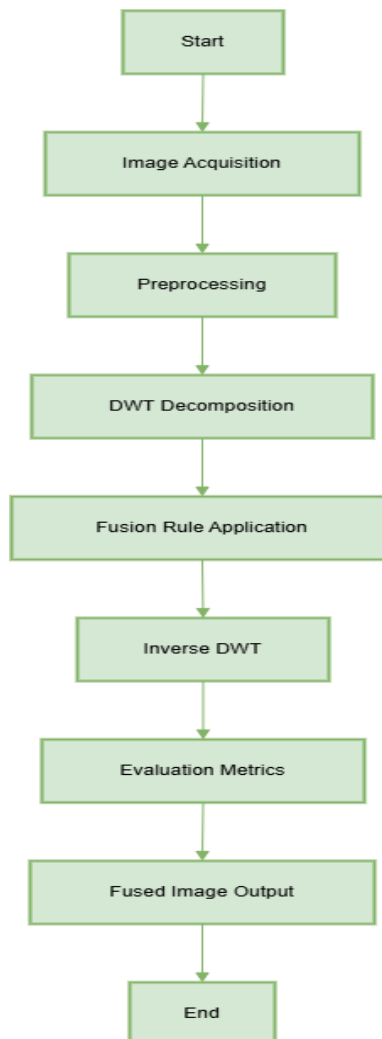 Start
Image Acquisition
Preprocessing
DWT Decomposition
Fusion Rule Application
Inverse DWT
Evaluation Metrics
Fused Image Output
End